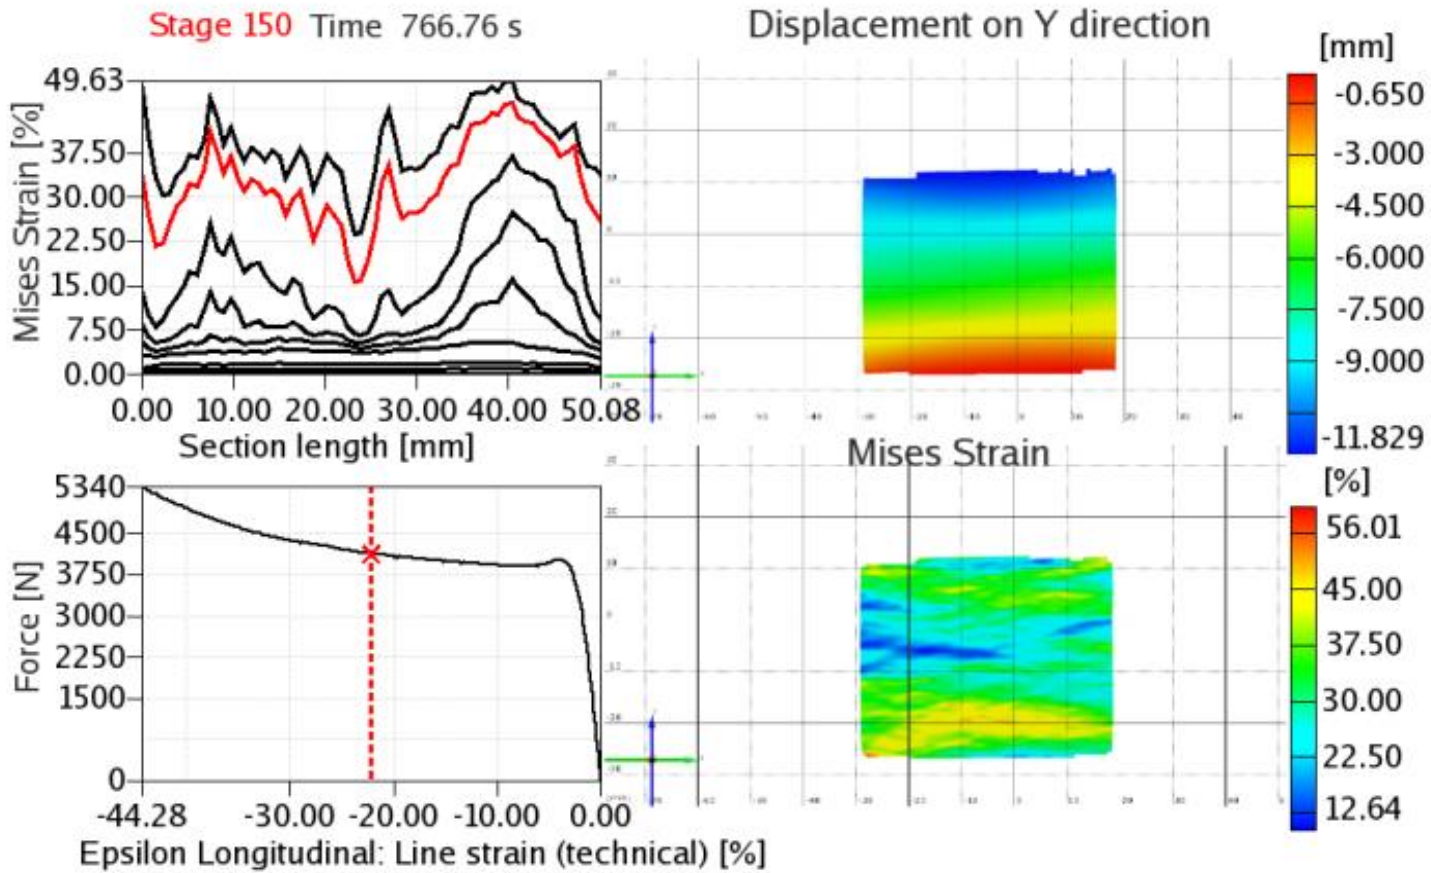 Stage 150 Time 766.76 s
Displacement on Y direction
[mm]
Mises Strain [%]
49.63
37.50
30.00
22.50
15.00
7.50
0.00
0.00 10.00 20.00 30.00 40.00 50.08
Section length [mm]
-0.650
-3.000
-4.500
-6.000
-7.500
-9.000
-11.829
Mises Strain
[%]
Force [N]
5340
4500
3750
3000
2250
1500
0
-44.28 -30.00 -20.00 -10.00 0.00
Epsilon Longitudinal: Line strain (technical) [%]
56.01
45.00
37.50
30.00
22.50
12.64